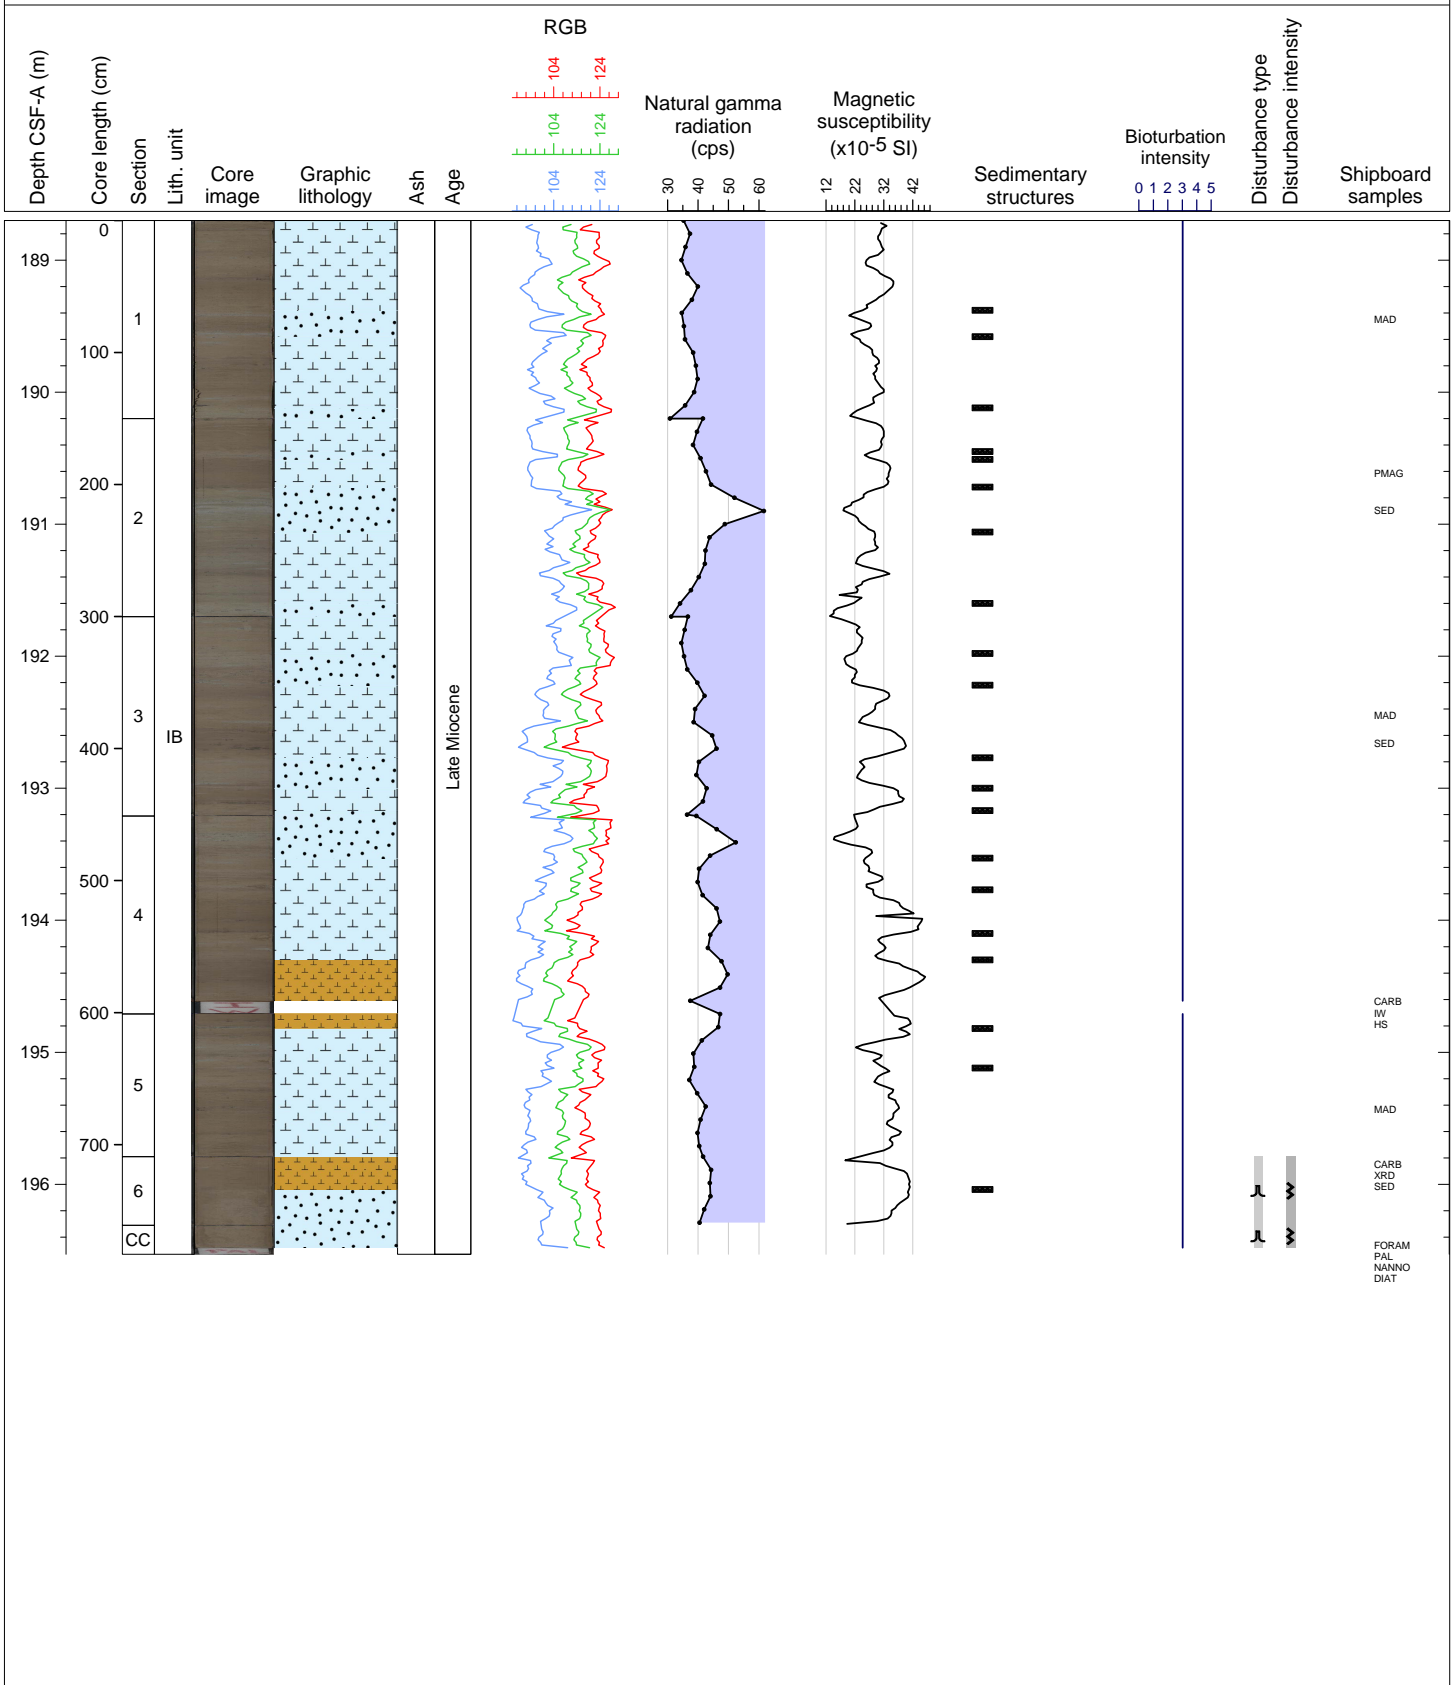 RGB
104 124
104 124
104 124
Depth CSF-A (m)
Core length (cm)
Section
Lith. unit
Core
image
Graphic
lithology
Ash
Age
Natural gamma
radiation
(cps)
30 40 50 60
Magnetic
susceptibility
(x10-5 SI)
12 22 32 42
Sedimentary
structures
Bioturbation
intensity
0 1 2 3 4 5
Disturbance type
Disturbance intensity
Shipboard
samples
0
189
1
MAD
100
190
PMAG
200
SED
2
191
300
192
Late Miocene
3
MAD
IB
SED
400
193
500
4
194
CARB
IW
HS
600
195
5
MAD
700
CARB
XRD
SED
196
6
CC
FORAM
PAL
NANNO
DIAT